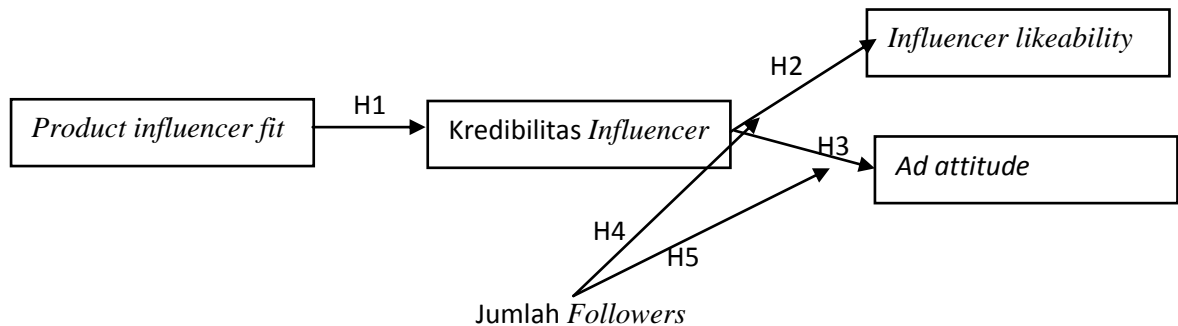 Influencer likeability
H2
H1
Product influencer fit
Kredibilitas Influencer
H3
Ad attitude
H4
H5
Jumlah Followers